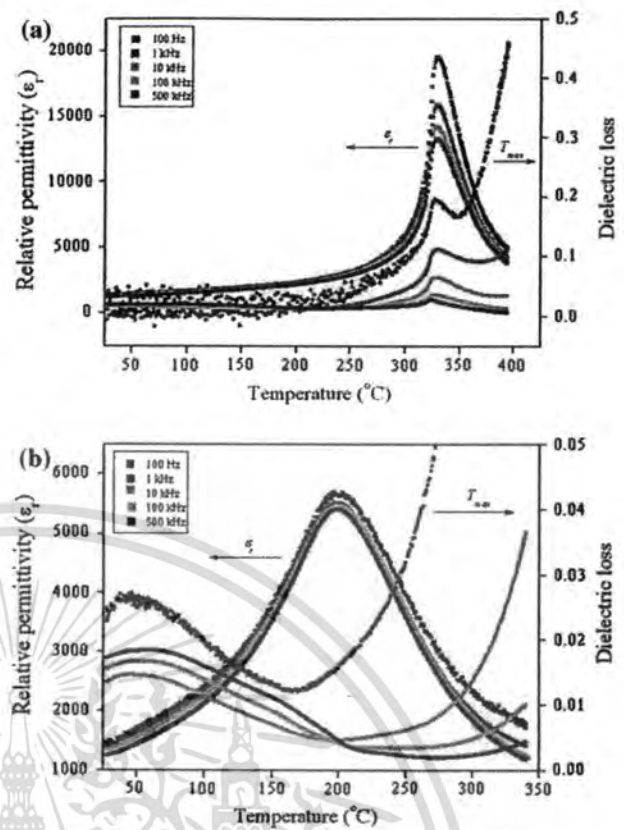 (a)
100 Hz
1 kHz
10 kHz
100 kHz
500 kHz
Relative permittivity (εr)
20000
15000
10000
5000
0
εr
Tmax
0.5
0.4
0.3
0.2
0.1
0.0
Dielectric loss
50 100 150 200 250 300 350 400
Temperature (°C)
(b)
100 Hz
1 kHz
10 kHz
100 kHz
500 kHz
Relative permittivity (εr)
6000
5000
4000
3000
2000
1000
εr
Tmax
0.05
0.04
0.03
0.02
0.01
0.00
Dielectric loss
50 100 150 200 250 300 350
Temperature (°C)